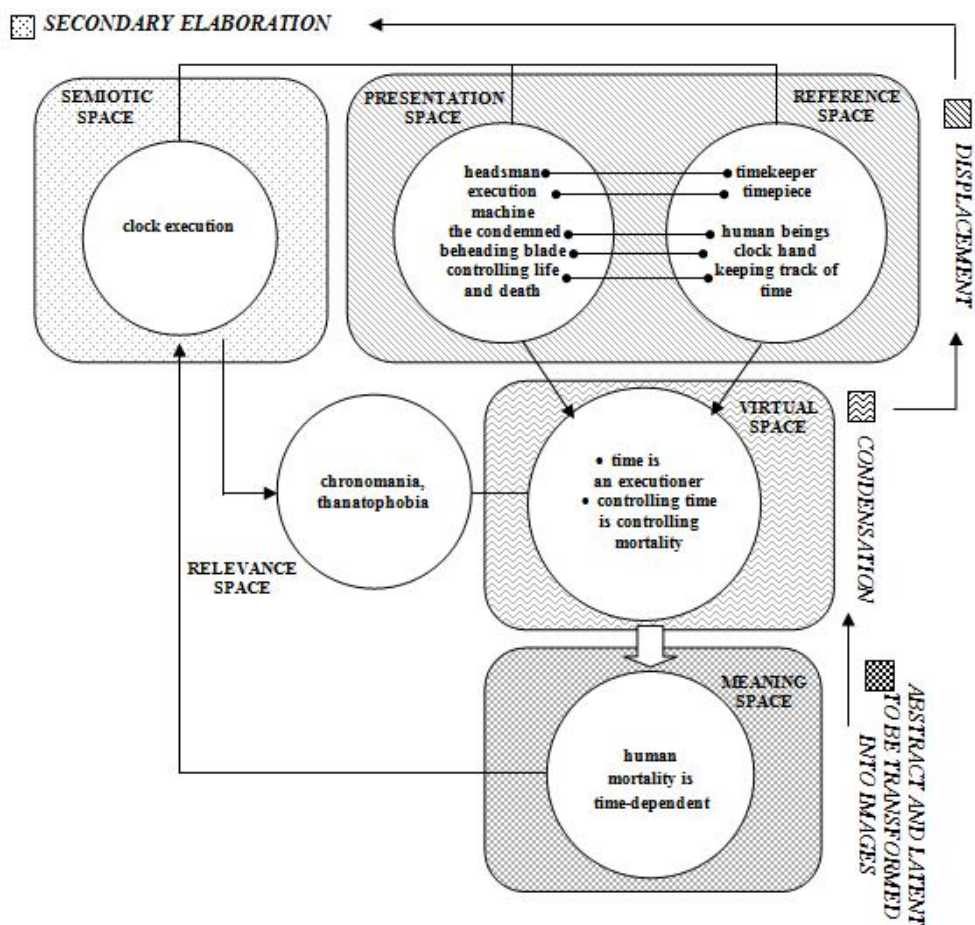 SECONDARY ELABORATION
SEMIOTIC
SPACE
clock execution
PRESENTATION
SPACE
headsman
execution
machine
the condemned
beheading blade
controlling life
and death
REFERENCE
SPACE
timekeeper
timepiece
human beings
clock hand
keeping track of
time
DISPLACEMENT
chronomania,
thanatophobia
RELEVANCE
SPACE
VIRTUAL
SPACE
• time is
an executioner
• controlling time
is controlling
mortality
CONDENSATION
MEANING
SPACE
human
mortality is
time-dependent
ABSTRACT AND LATENT
TO BE TRANSFORMED
INTO IMAGES